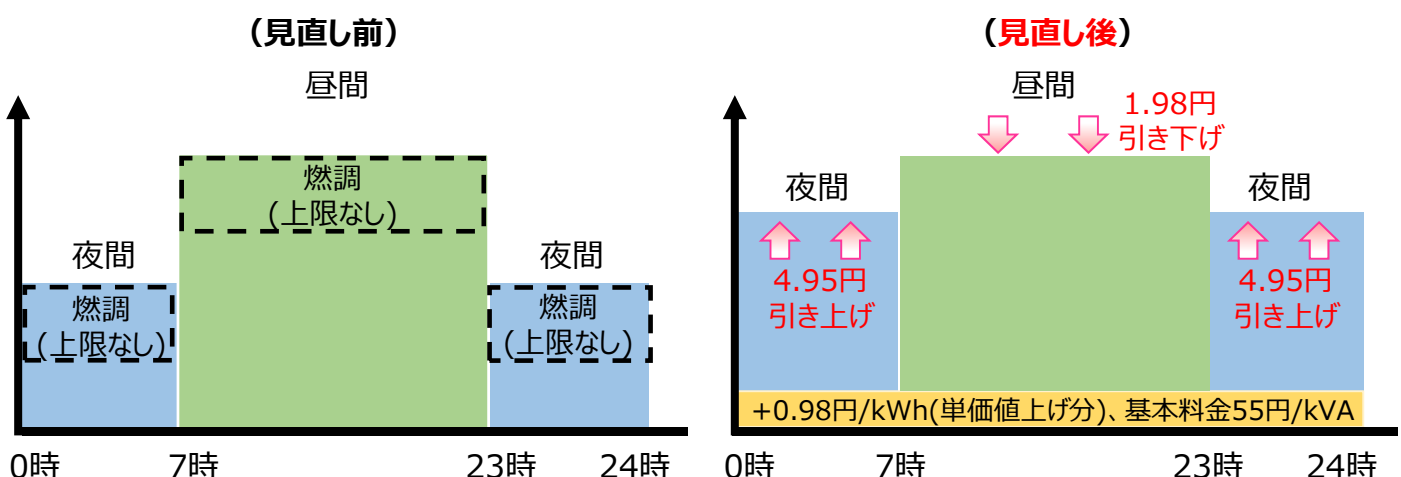 （見直し前）
昼間
燃調
(上限なし)
夜間
燃調
(上限なし)
夜間
燃調
(上限なし)
0時
7時
23時
24時
（見直し後）
昼間
1.98円
引き下げ
夜間
4.95円
引き上げ
夜間
4.95円
引き上げ
+0.98円/kWh(単価値上げ分)、基本料金55円/kVA
0時
7時
23時
24時